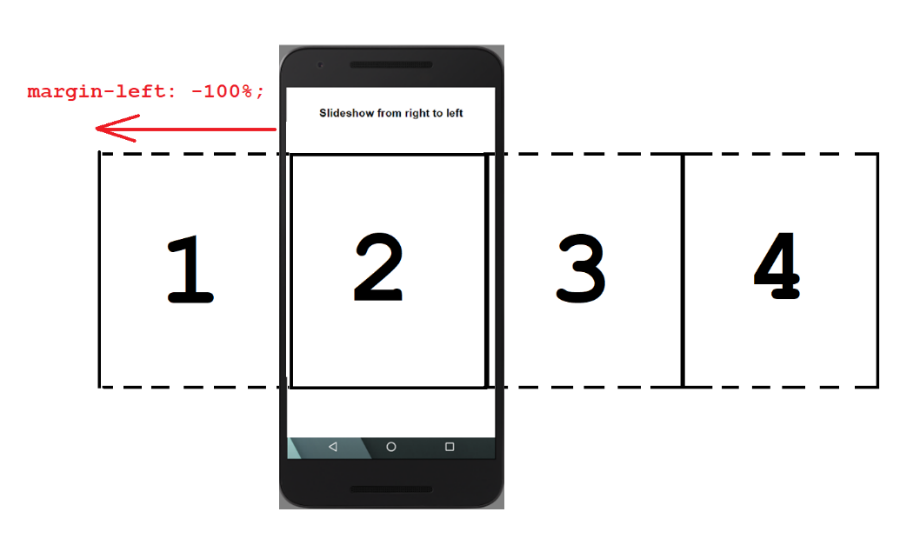 margin-left: -100%;
Slideshow from right to left
1 2 3 4